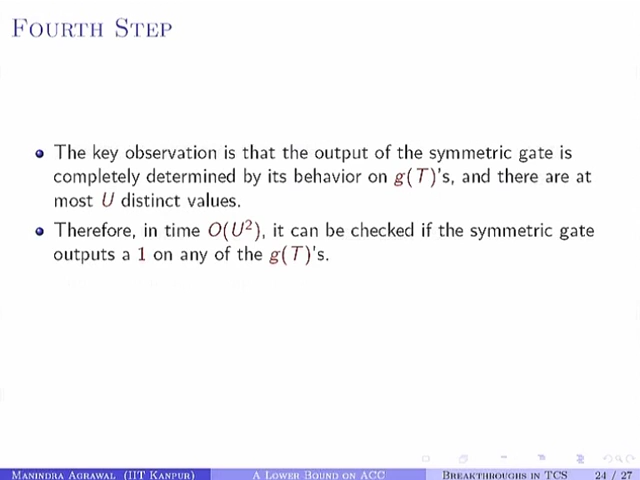 FOURTH STEP
The key observation is that the output of the symmetric gate is
completely determined by its behavior on g(T)'s, and there are at
most U distinct values.
Therefore, in time O(U²), it can be checked if the symmetric gate
outputs a 1 on any of the g(T)'s.
MANINDRA AGRAWAL (IIT KANPUR) A LOWER BOUND ON ACC BREAKTHROUGHS IN TCS 24 / 27